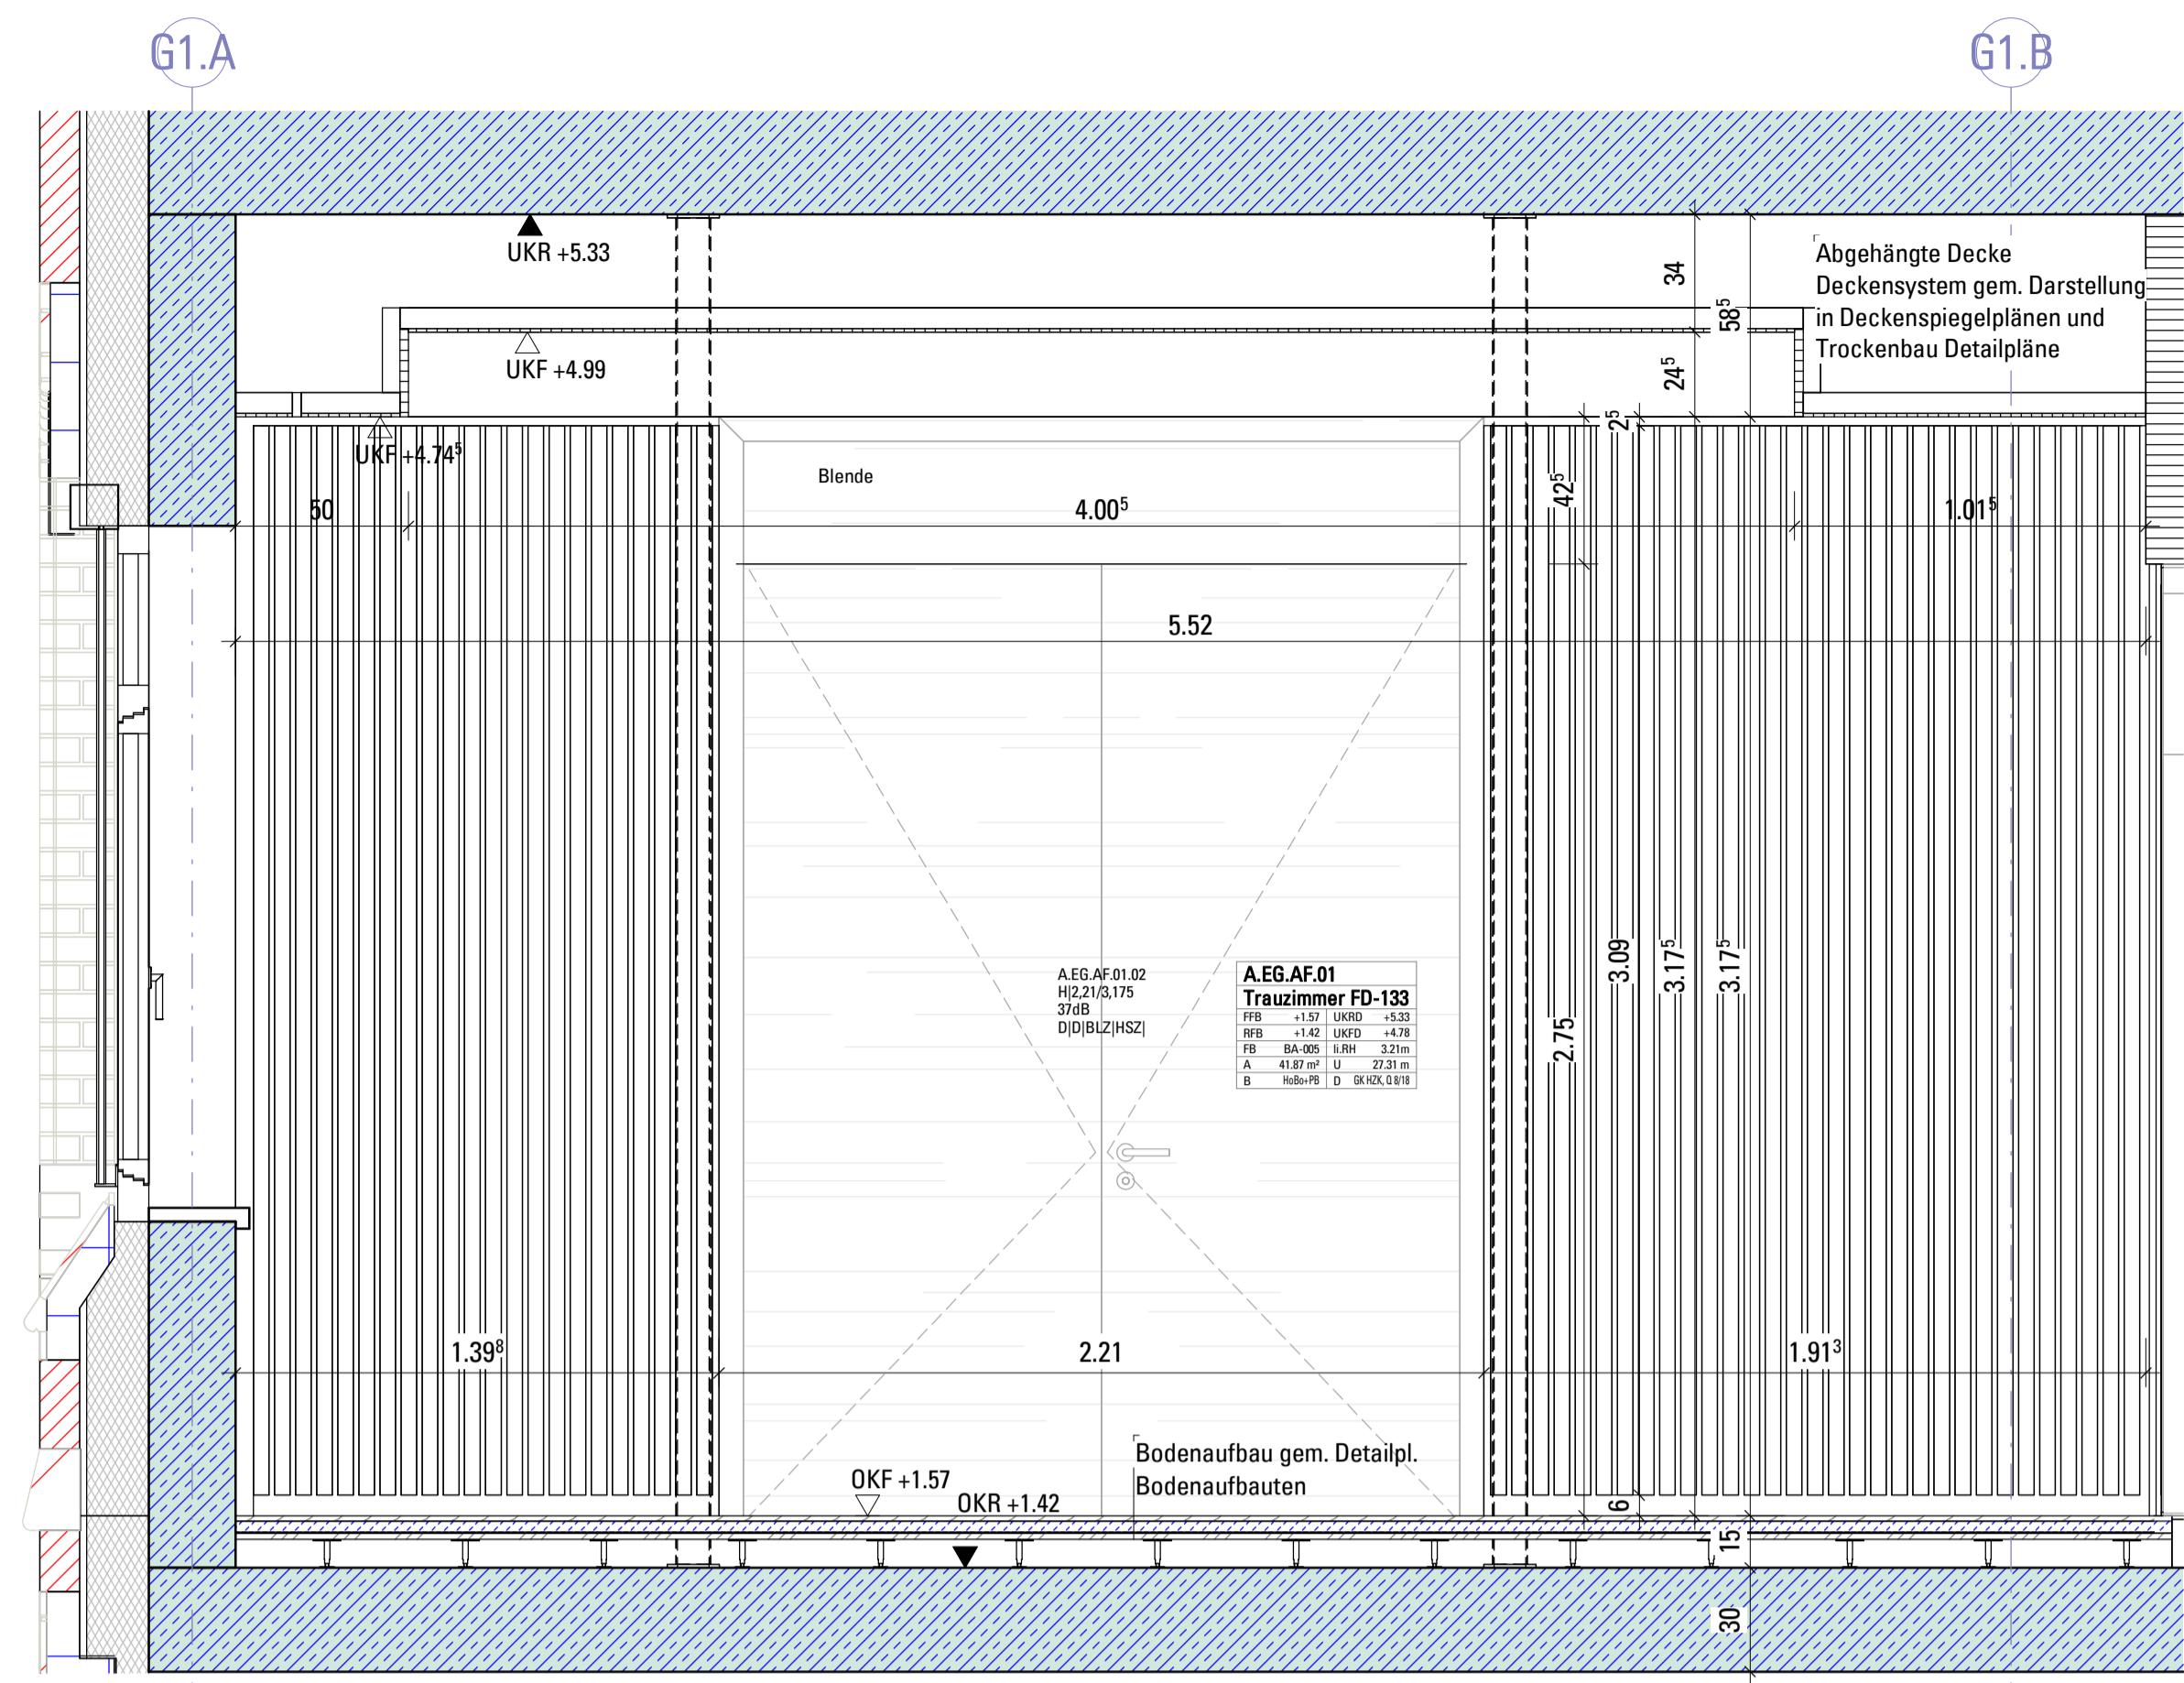 G1.A
G1.B
UKR +5.33
34
58⁵
Abgehängte Decke
Deckensystem gem. Darstellung
in Deckenspiegelplänen und
Trockenbau Detailpläne
UKF +4.99
24⁵
2⁵
UKF +4.74⁵
Blende
42⁵
50
4.00⁵
1.01⁵
5.52
A.EG.AF.01.02
H|2,21/3,175
37dB
D|D|BLZ|HSZ|
A.EG.AF.01
Trauzimmer FD-133
FFB +1.57 UKRD +5.33
RFB +1.42 UKFD +4.78
FB BA-005 li.RH 3.21m
A 41.87 m² U 27.31 m
B HoBo+PB D GK HZK, Q 8/18
2.75
3.09
3.17⁵
3.17⁵
1.39⁸
2.21
1.91³
Bodenaufbau gem. Detailpl.
Bodenaufbauten
OKF +1.57
OKR +1.42
6
15
30